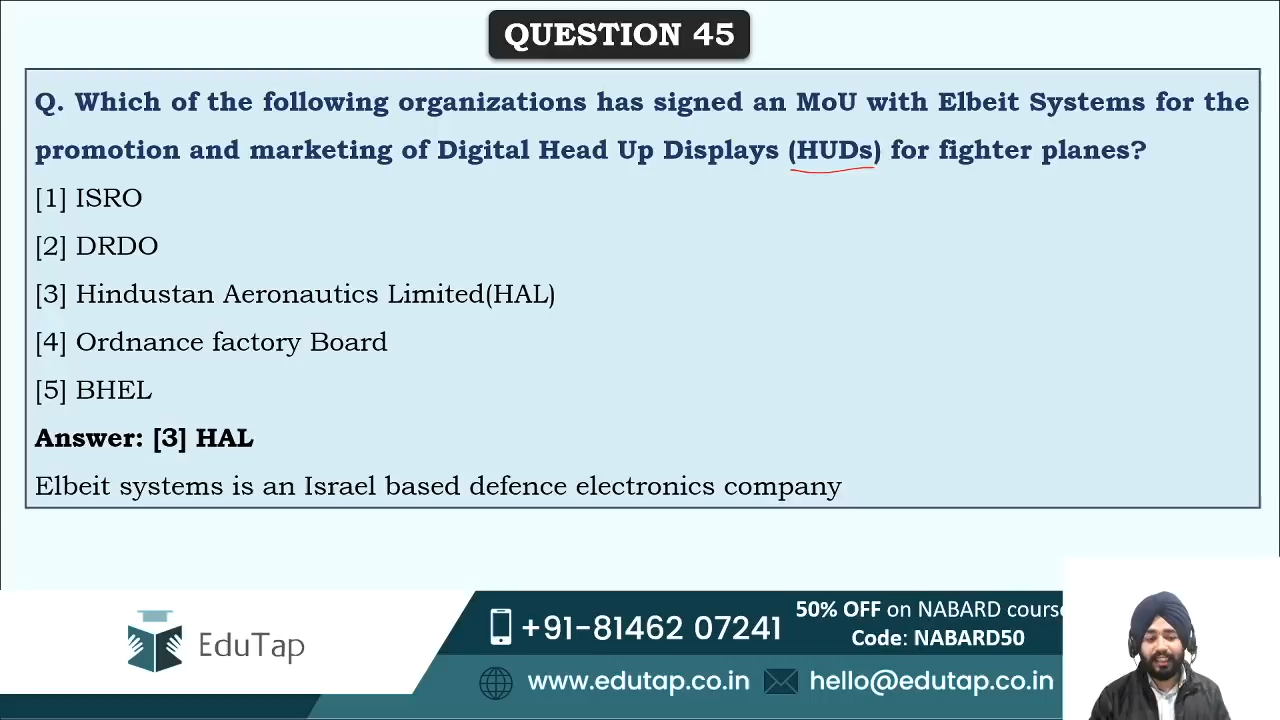 QUESTION 45
Q. Which of the following organizations has signed an MoU with Elbeit Systems for the
promotion and marketing of Digital Head Up Displays (HUDs) for fighter planes?
[1] ISRO
[2] DRDO
[3] Hindustan Aeronautics Limited(HAL)
[4] Ordnance factory Board
[5] BHEL
Answer: [3] HAL
Elbeit systems is an Israel based defence electronics company
EduTap
+91-81462 07241
50% OFF on NABARD course
Code: NABARD50
www.edutap.co.in
hello@edutap.co.in